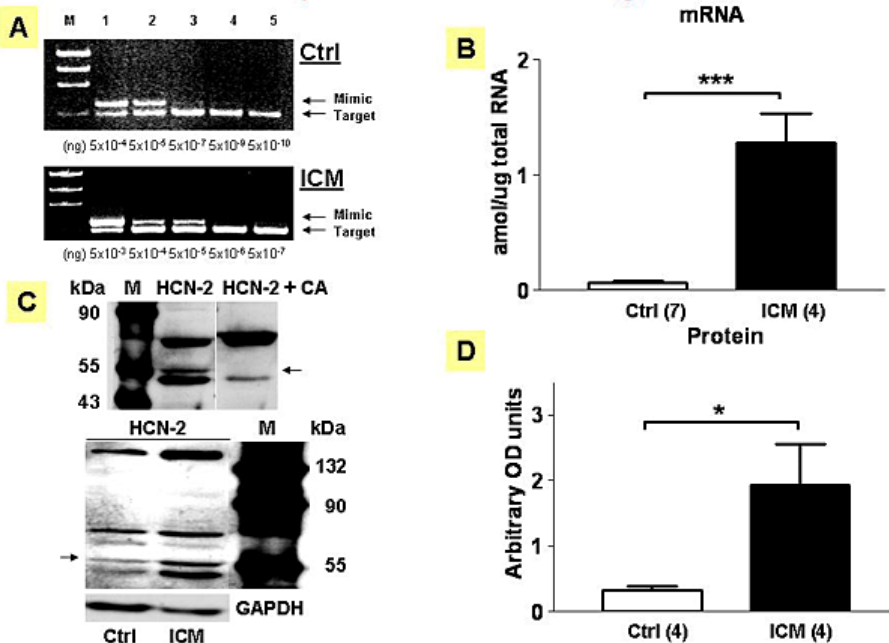 A
M 1 2 3 4 5
Ctrl
Mimic
Target
(ng) 5x10-4 5x10-5 5x10-7 5x10-9 5x10-10
ICM
Mimic
Target
(ng) 5x10-3 5x10-4 5x10-5 5x10-6 5x10-7
B
mRNA
amol/ug total RNA
2
1
0
***
Ctrl (7) ICM (4)
C
kDa M HCN-2 HCN-2 + CA
90
55
43
HCN-2 M kDa
132
90
55
GAPDH
Ctrl ICM
D
Protein
Arbitrary OD units
3
2
1
0
*
Ctrl (4) ICM (4)